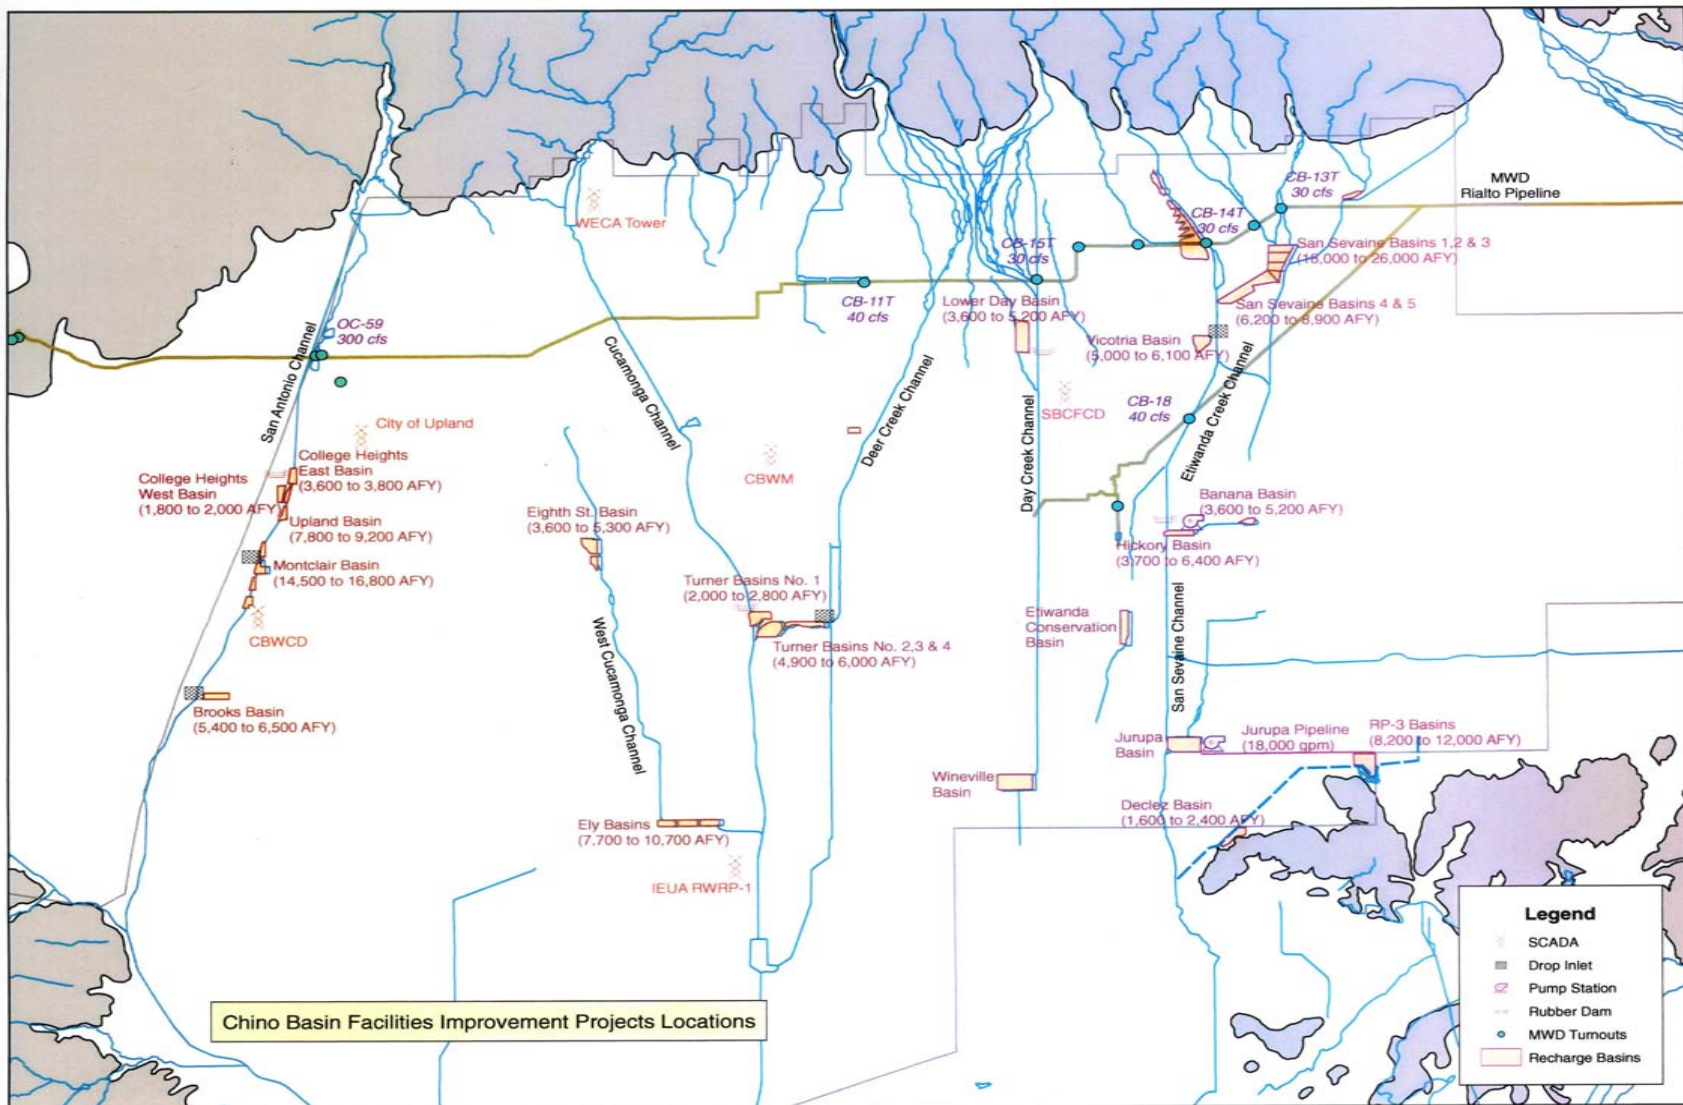 MWD
Rialto Pipeline
CB-13T
30 cfs
CB-14T
30 cfs
WECA Tower
CB-15T
30 cfs
San Sevaine Basins 1,2 & 3
(18,000 to 26,000 AFY)
CB-11T
40 cfs
Lower Day Basin
(3,600 to 5,200 AFY)
San Sevaine Basins 4 & 5
(6,200 to 8,900 AFY)
OC-59
300 cfs
San Antonio Channel
Cucamonga Channel
Deer Creek Channel
Vicotria Basin
(5,000 to 6,100 AFY)
Etiwanda Creek Channel
SBCFCD
CB-18
40 cfs
Day Creek Channel
City of Upland
College Heights
East Basin
(3,600 to 3,800 AFY)
College Heights
West Basin
(1,800 to 2,000 AFY)
CBWM
Upland Basin
(7,800 to 9,200 AFY)
Eighth St. Basin
(3,600 to 5,300 AFY)
Banana Basin
(3,600 to 5,200 AFY)
Hickory Basin
(3,700 to 6,400 AFY)
Montclair Basin
(14,500 to 16,800 AFY)
Turner Basins No. 1
(2,000 to 2,800 AFY)
CBWCD
Etiwanda
Conservation
Basin
Turner Basins No. 2,3 & 4
(4,900 to 6,000 AFY)
San Sevaine Channel
West Cucamonga Channel
Brooks Basin
(5,400 to 6,500 AFY)
Jurupa
Basin
Jurupa Pipeline
(18,000 gpm)
RP-3 Basins
(8,200 to 12,000 AFY)
Wineville
Basin
Declez Basin
(1,600 to 2,400 AFY)
Ely Basins
(7,700 to 10,700 AFY)
IEUA RWRP-1
Chino Basin Facilities Improvement Projects Locations
Legend
SCADA
Drop Inlet
Pump Station
Rubber Dam
MWD Turnouts
Recharge Basins